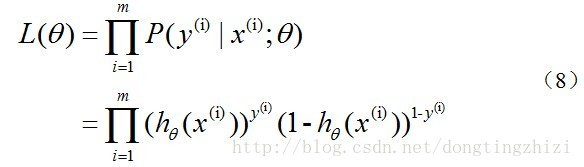 L(θ) = ∏_{i=1}^{m} P(y^{(i)} | x^{(i)}; θ)
= ∏_{i=1}^{m} (h_θ(x^{(i)}))^{y^{(i)}} (1-h_θ(x^{(i)}))^{1-y^{(i)}}
(8)
http://blog.csdn.net/dongtingzhizi